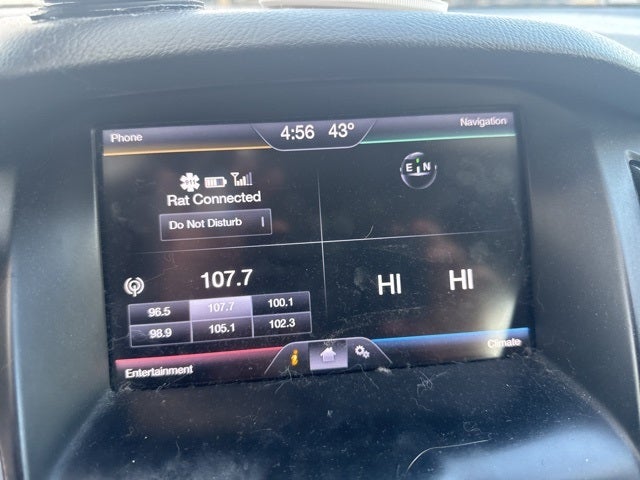 Phone
4:56 43°
Navigation
911
E N
Rat Connected
Do Not Disturb
107.7
HI HI
96.5 107.7 100.1
98.9 105.1 102.3
Entertainment
i
Climate